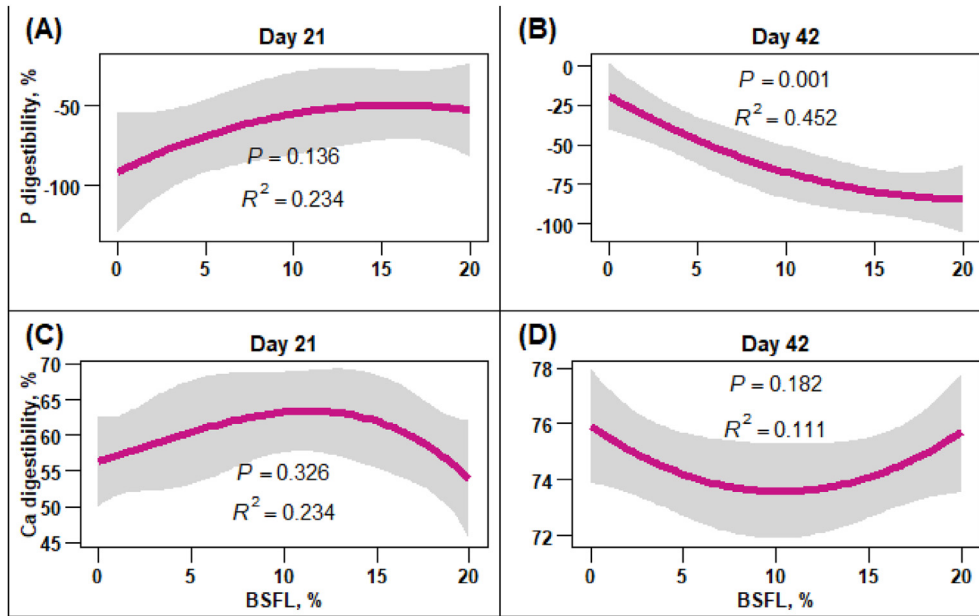 (A)
Day 21
P digestibility, %
-50
-100
P = 0.136
R² = 0.234
0 5 10 15 20
(B)
Day 42
0
-25
-50
-75
-100
P = 0.001
R² = 0.452
0 5 10 15 20
(C)
Day 21
Ca digestibility, %
70
65
60
55
50
45
P = 0.326
R² = 0.234
0 5 10 15 20
BSFL, %
(D)
Day 42
78
76
74
72
P = 0.182
R² = 0.111
0 5 10 15 20
BSFL, %